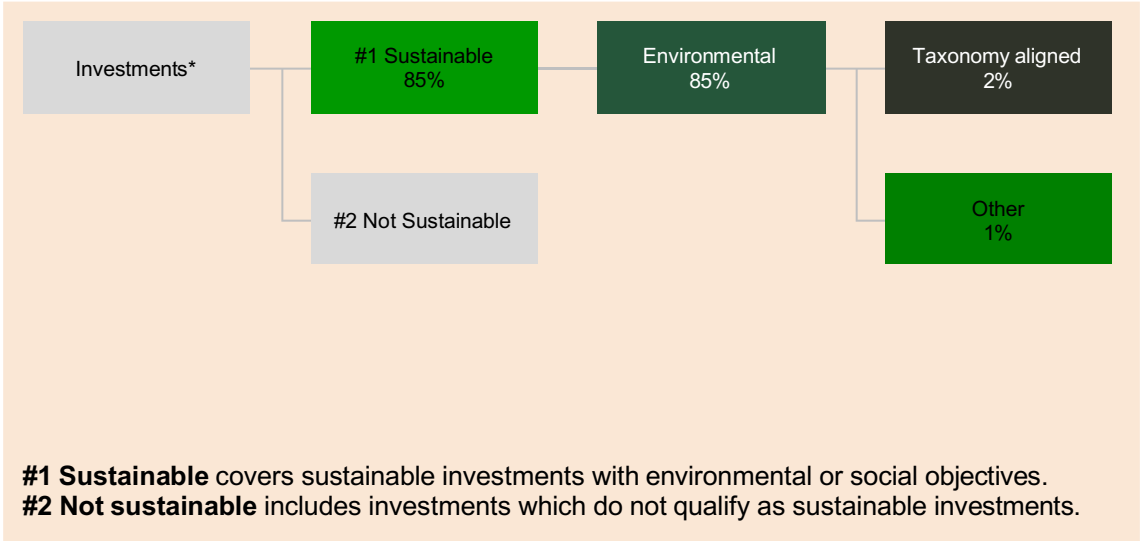 Investments*
#1 Sustainable
85%
Environmental
85%
Taxonomy aligned
2%
#2 Not Sustainable
Other
1%
#1 Sustainable covers sustainable investments with environmental or social objectives.
#2 Not sustainable includes investments which do not qualify as sustainable investments.